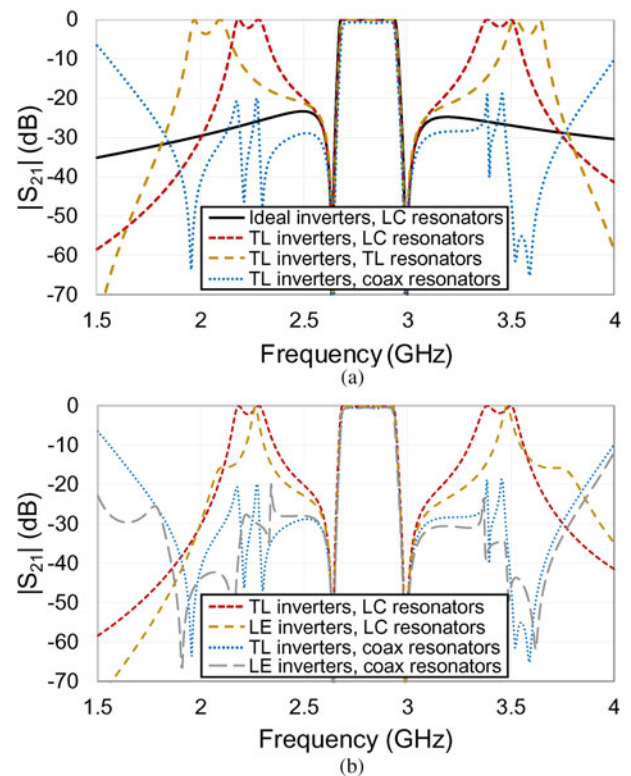 |S21| (dB)
0
-10
-20
-30
-40
-50
-60
-70
Ideal inverters, LC resonators
TL inverters, LC resonators
TL inverters, TL resonators
TL inverters, coax resonators
1.5 2 2.5 3 3.5 4
Frequency (GHz)
(a)
|S21| (dB)
0
-10
-20
-30
-40
-50
-60
-70
TL inverters, LC resonators
LE inverters, LC resonators
TL inverters, coax resonators
LE inverters, coax resonators
1.5 2 2.5 3 3.5 4
Frequency (GHz)
(b)